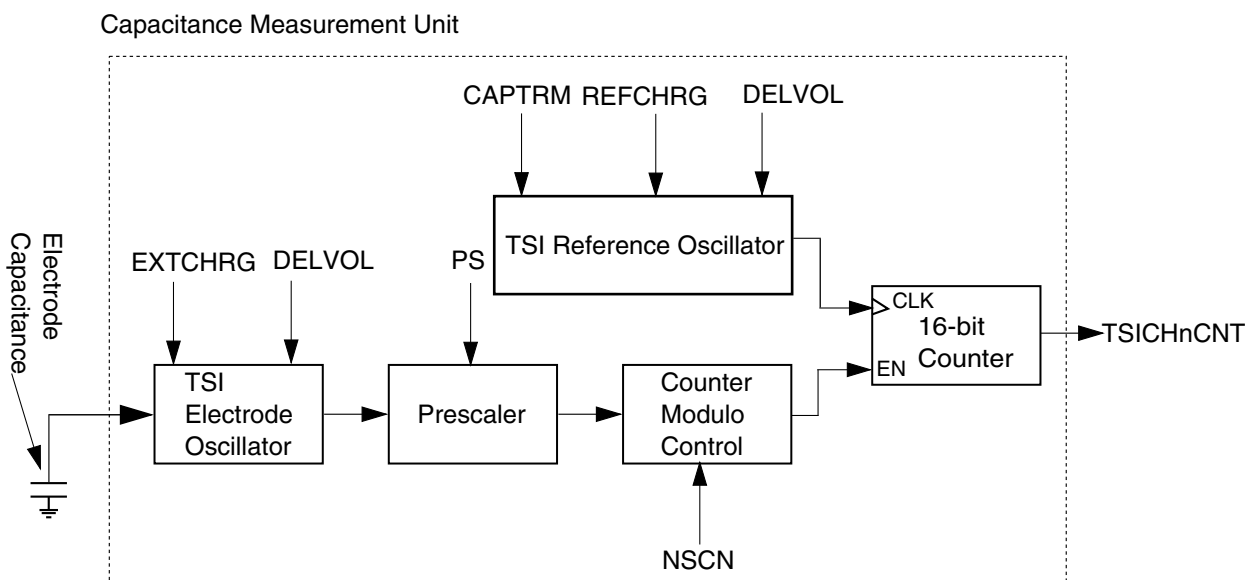 Capacitance Measurement Unit
CAPTRM REFCHRG DELVOL
TSI Reference Oscillator
Electrode
Capacitance
EXTCHRG DELVOL
PS
CLK
16-bit
Counter
EN
TSICHnCNT
TSI
Electrode
Oscillator
Prescaler
Counter
Modulo
Control
NSCN